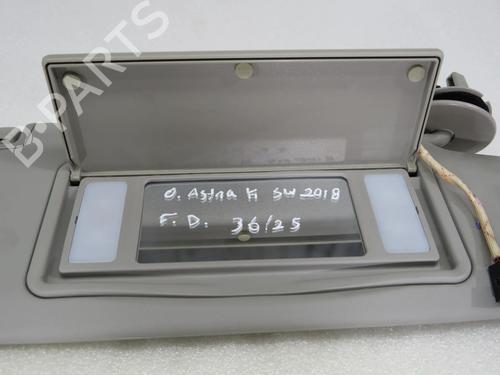 B-PARTS
O. Astra K SW 2018
F.D. 36/25